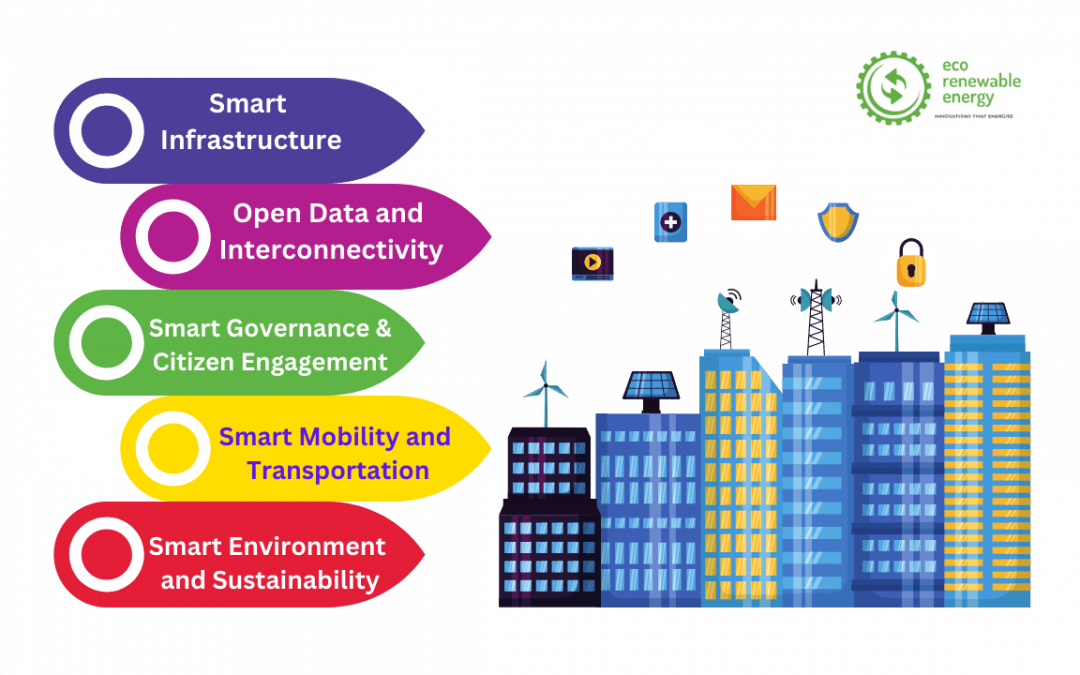 Smart
Infrastructure
Open Data and
Interconnectivity
Smart Governance &
Citizen Engagement
Smart Mobility and
Transportation
Smart Environment
and Sustainability
eco
renewable
energy
INNOVATIONS THAT ENERGISE